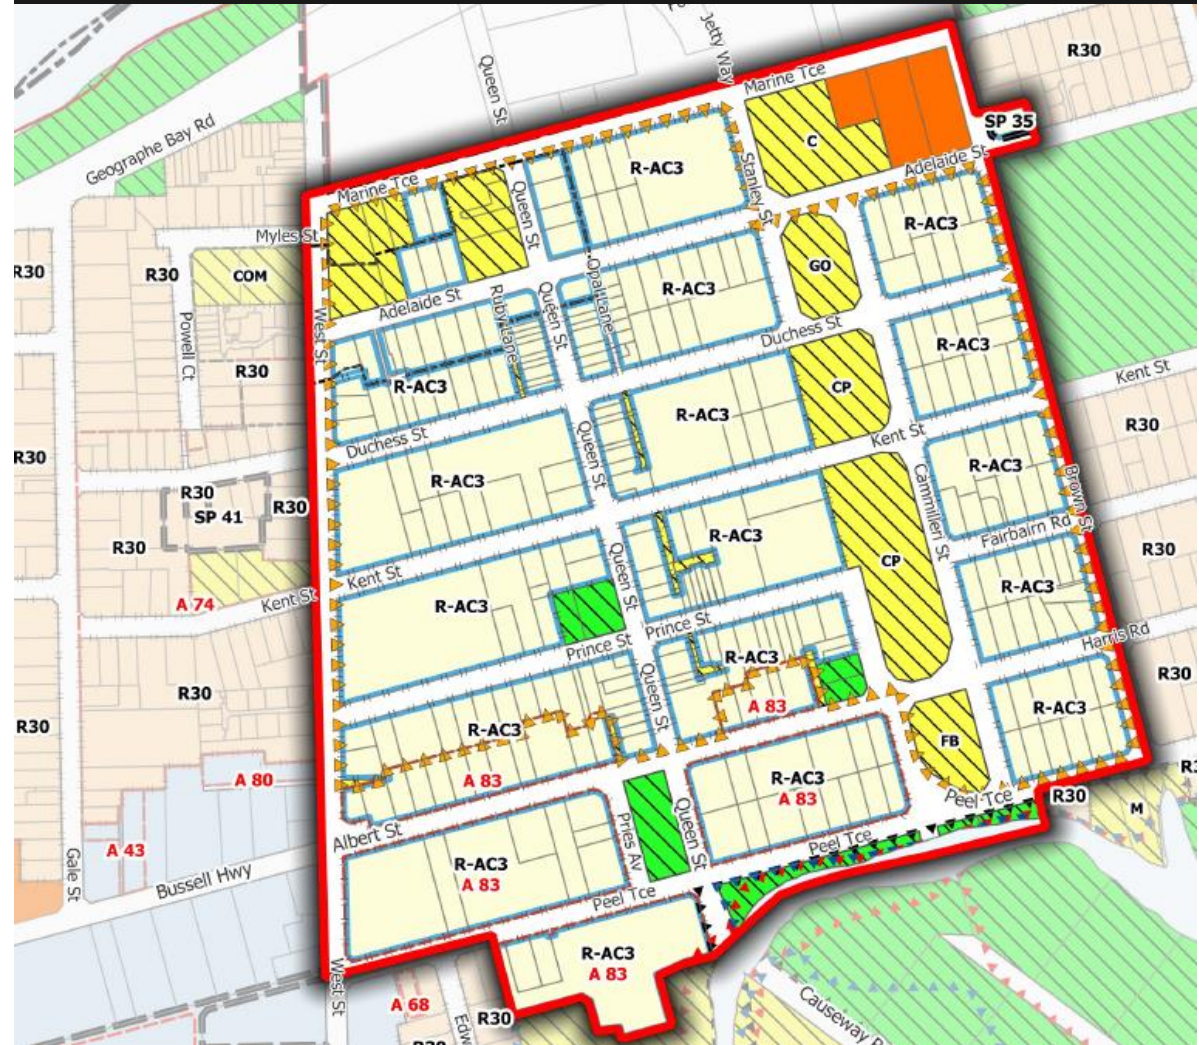 Jetty Way
R30
Queen St
Marine Tce
SP 35
C
Geographe Bay Rd
R-AC3
Adelaide St
Stanley St
Marine Tce
Queen St
R-AC3
Myles St
GO
R30
R30
COM
Opal Lane
R-AC3
Adelaide St
Ruby Lane
Queen St
West St
Powell Ct
Duchess St
R-AC3
Kent St
R30
R-AC3
CP
R-AC3
Duchess St
Kent St
R30
R30
Queen St
R-AC3
R-AC3
Cammilleri St
Brown St
R30
SP 41
R30
R-AC3
Fairbairn Rd
R30
R30
Kent St
Queen St
CP
R-AC3
A 74
Kent St
R-AC3
Prince St
Prince St
Harris Rd
R-AC3
R30
R30
Queen St
R-AC3
A 83
R-AC3
R30
R-AC3
FB
A 80
A 83
R-AC3
A 83
Peel Tce
R30
M
Albert St
Pries Av
Queen St
Peel Tce
A 43
Gale St
R-AC3
A 83
Bussell Hwy
Peel Tce
R-AC3
A 83
West St
A 68
R30
Causeway